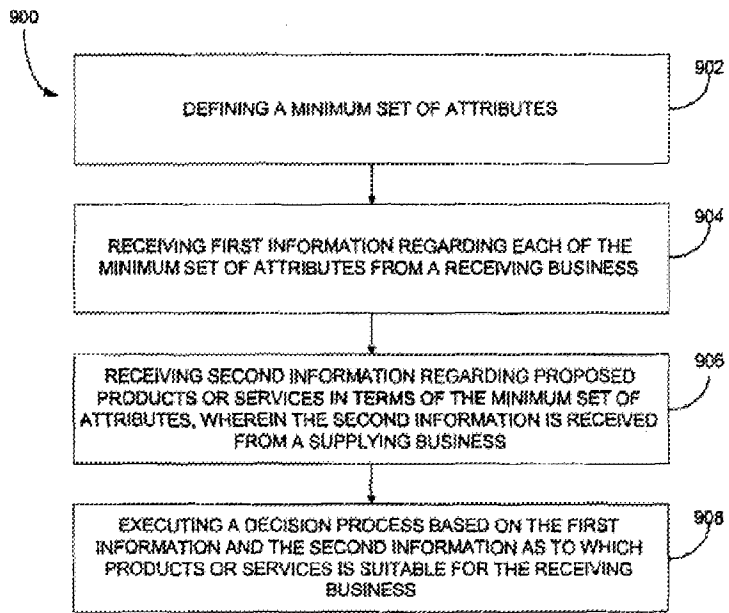 900
902
DEFINING A MINIMUM SET OF ATTRIBUTES
904
RECEIVING FIRST INFORMATION REGARDING EACH OF THE
MINIMUM SET OF ATTRIBUTES FROM A RECEIVING BUSINESS
906
RECEIVING SECOND INFORMATION REGARDING PROPOSED
PRODUCTS OR SERVICES IN TERMS OF THE MINIMUM SET OF
ATTRIBUTES, WHEREIN THE SECOND INFORMATION IS RECEIVED
FROM A SUPPLYING BUSINESS
908
EXECUTING A DECISION PROCESS BASED ON THE FIRST
INFORMATION AND THE SECOND INFORMATION AS TO WHICH
PRODUCTS OR SERVICES IS SUITABLE FOR THE RECEIVING
BUSINESS